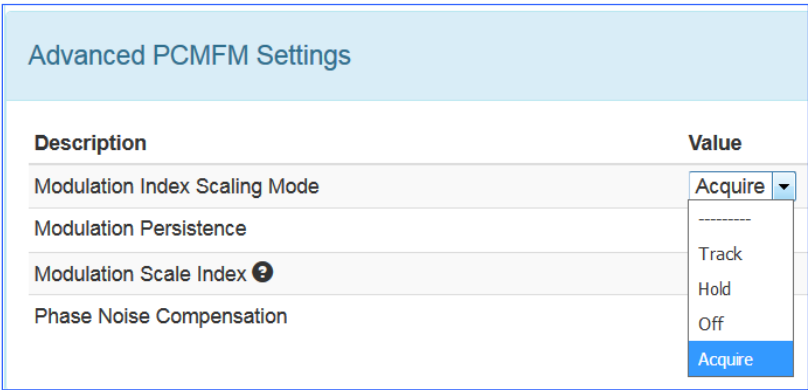 Advanced PCMFM Settings
Description Value
Modulation Index Scaling Mode Acquire
Modulation Persistence ---------
Modulation Scale Index ? Track
Hold
Phase Noise Compensation Off
Acquire